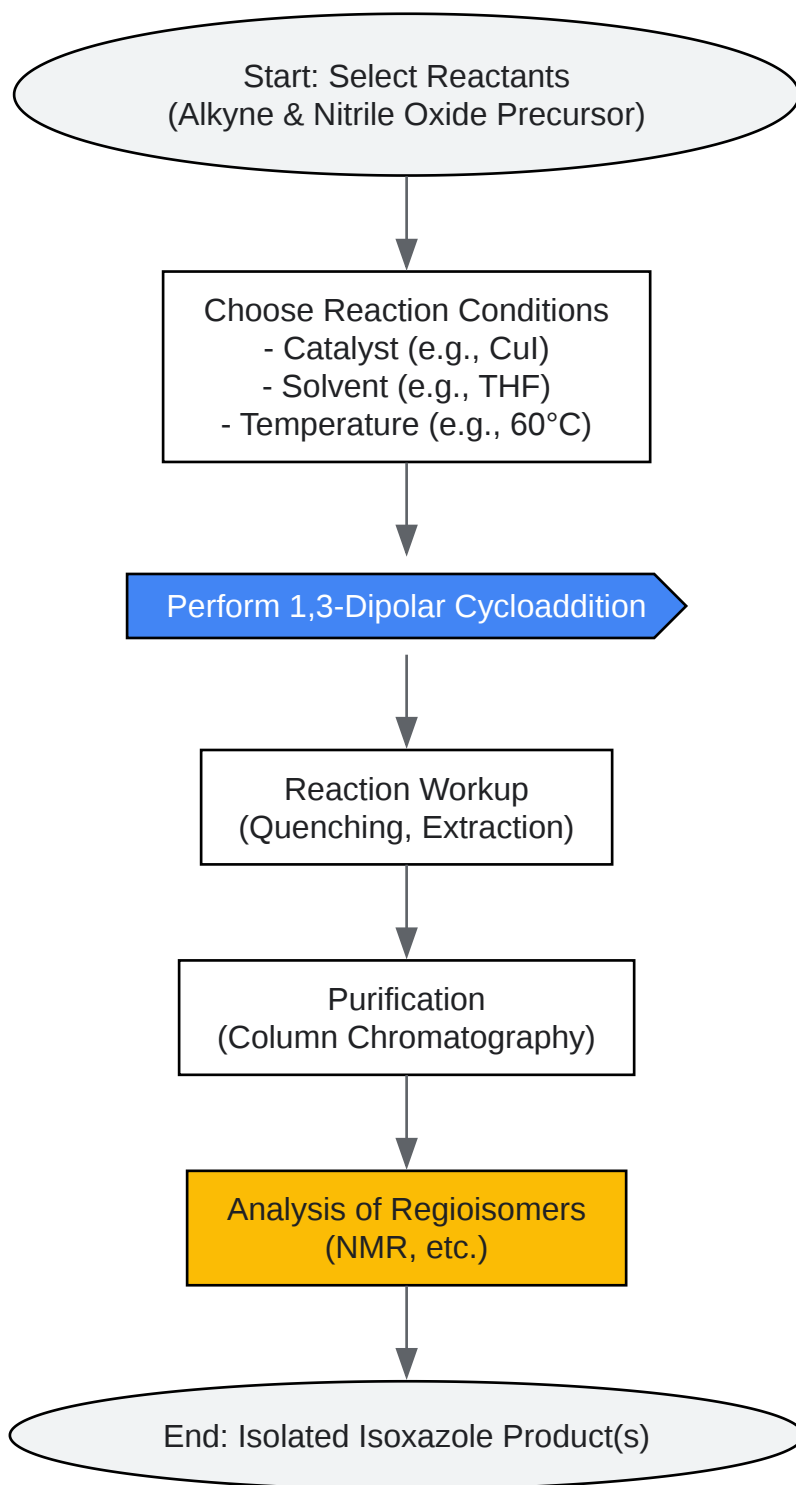 Start: Select Reactants
(Alkyne & Nitrile Oxide Precursor)
Choose Reaction Conditions
- Catalyst (e.g., CuI)
- Solvent (e.g., THF)
- Temperature (e.g., 60°C)
Perform 1,3-Dipolar Cycloaddition
Reaction Workup
(Quenching, Extraction)
Purification
(Column Chromatography)
Analysis of Regioisomers
(NMR, etc.)
End: Isolated Isoxazole Product(s)